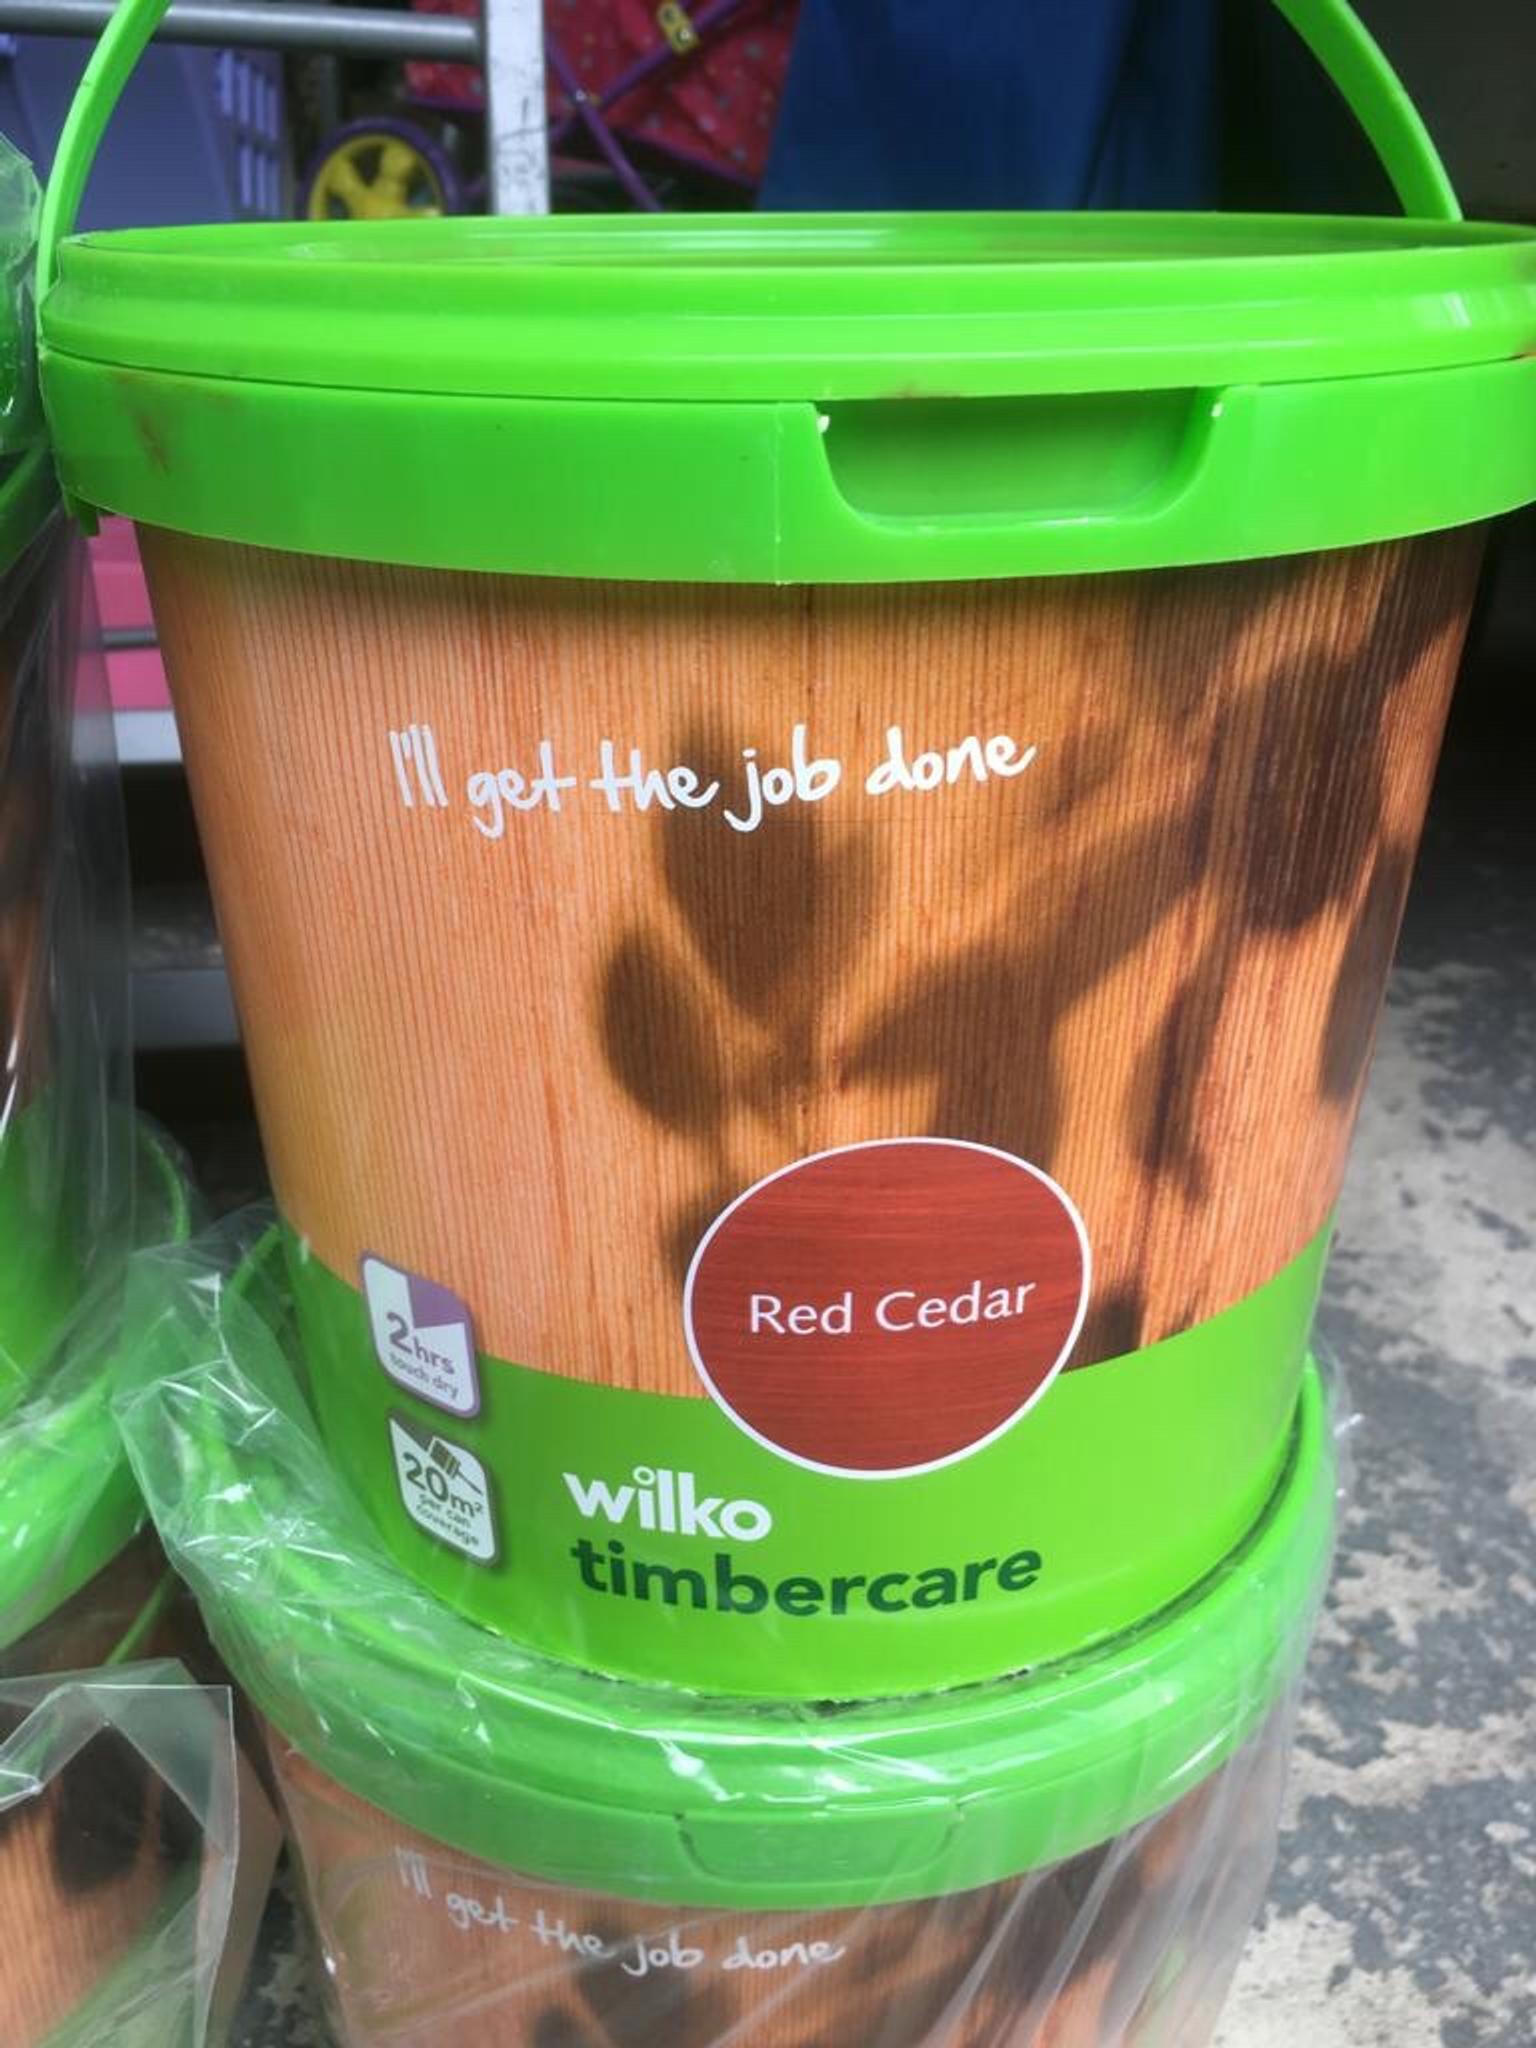 I'll get the job done
Red Cedar
2hrs
touch dry
20m²
per can
coverage
wilko
timbercare
I'll get the job done